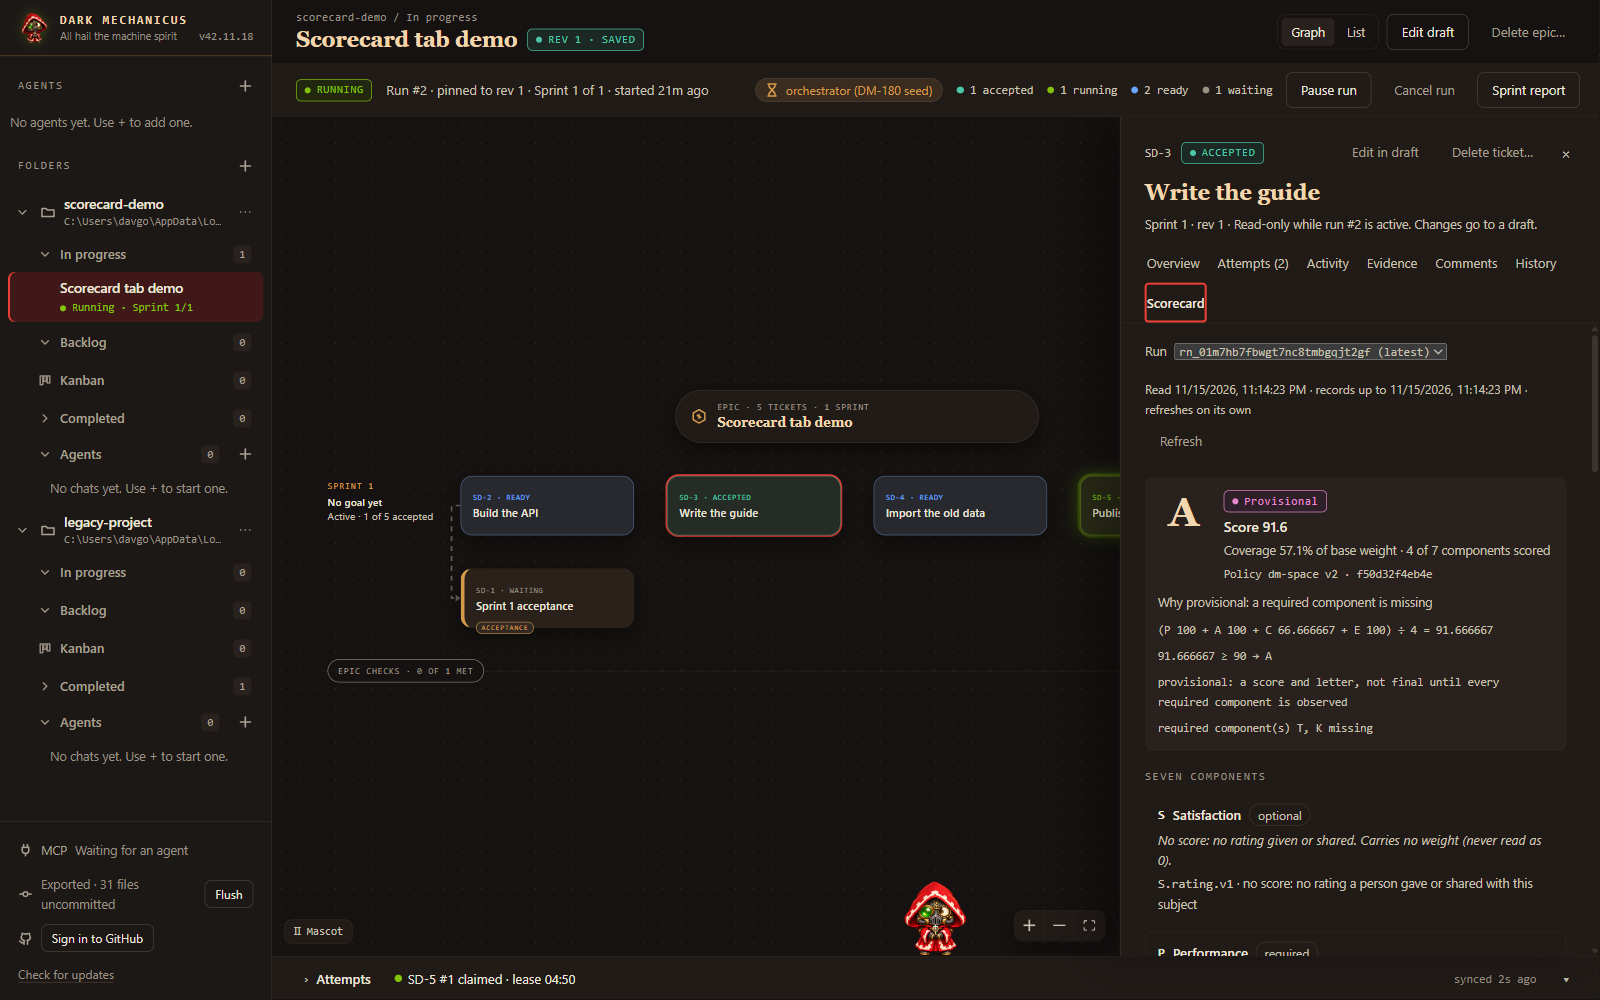 DARK MECHANICUS
All hail the machine spirit v42.11.18
AGENTS
No agents yet. Use + to add one.
FOLDERS
scorecard-demo
C:\Users\davgo\AppData\Lo…
In progress 1
Scorecard tab demo
Running · Sprint 1/1
Backlog 0
Kanban 0
Completed 0
Agents 0
No chats yet. Use + to start one.
legacy-project
C:\Users\davgo\AppData\Lo…
In progress 0
Backlog 0
Kanban 0
Completed 1
Agents 0
No chats yet. Use + to start one.
MCP Waiting for an agent
Exported · 31 files
uncommitted
Flush
Sign in to GitHub
Check for updates
scorecard-demo / In progress
Scorecard tab demo
REV 1 · SAVED
Graph List Edit draft Delete epic...
RUNNING
Run #2 · pinned to rev 1 · Sprint 1 of 1 · started 21m ago
orchestrator (DM-180 seed)
1 accepted 1 running 2 ready 1 waiting
Pause run Cancel run Sprint report
EPIC · 5 TICKETS · 1 SPRINT
Scorecard tab demo
SPRINT 1
No goal yet
Active · 1 of 5 accepted
SD-2 · READY
Build the API
SD-3 · ACCEPTED
Write the guide
SD-4 · READY
Import the old data
SD-5 ·
Publis
SD-1 · WAITING
Sprint 1 acceptance
ACCEPTANCE
EPIC CHECKS · 0 OF 1 MET
Mascot
SD-3 ACCEPTED Edit in draft Delete ticket... ×
Write the guide
Sprint 1 · rev 1 · Read-only while run #2 is active. Changes go to a draft.
Overview Attempts (2) Activity Evidence Comments History
Scorecard
Run rn_01m7hb7fbwgt7nc8tmbgqjt2gf (latest)
Read 11/15/2026, 11:14:23 PM · records up to 11/15/2026, 11:14:23 PM ·
refreshes on its own
Refresh
A
Provisional
Score 91.6
Coverage 57.1% of base weight · 4 of 7 components scored
Policy dm-space v2 · f50d32f4eb4e
Why provisional: a required component is missing
(P 100 + A 100 + C 66.666667 + E 100) ÷ 4 = 91.666667
91.666667 ≥ 90 → A
provisional: a score and letter, not final until every
required component is observed
required component(s) T, K missing
SEVEN COMPONENTS
S Satisfaction optional
No score: no rating given or shared. Carries no weight (never read as
0).
S.rating.v1 · no score: no rating a person gave or shared with this
subject
P Performance required
Attempts SD-5 #1 claimed · lease 04:50
synced 2s ago